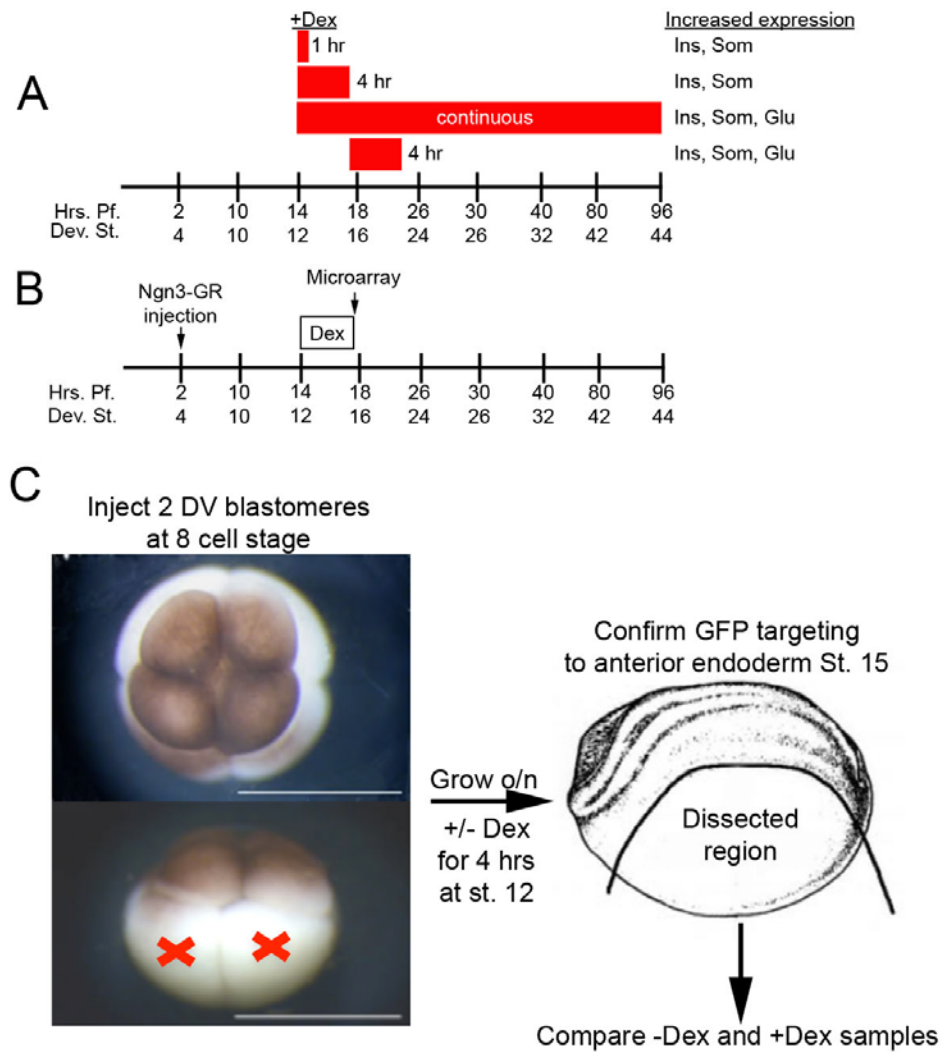 A
+Dex
Increased expression
1 hr
Ins, Som
4 hr
Ins, Som
continuous
Ins, Som, Glu
4 hr
Ins, Som, Glu
Hrs. Pf. 2 10 14 18 26 30 40 80 96
Dev. St. 4 10 12 16 24 26 32 42 44
B
Ngn3-GR
injection
Microarray
Dex
Hrs. Pf. 2 10 14 18 26 30 40 80 96
Dev. St. 4 10 12 16 24 26 32 42 44
C
Inject 2 DV blastomeres
at 8 cell stage
Grow o/n
+/- Dex
for 4 hrs
at st. 12
Confirm GFP targeting
to anterior endoderm St. 15
Dissected
region
Compare -Dex and +Dex samples